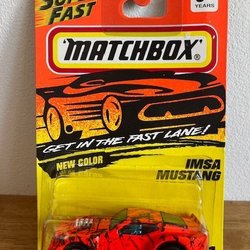 SUPER
FAST
YEARS
MATCHBOX
GET IN THE FAST LANE!
NEW COLOR
IMSA
MUSTANG